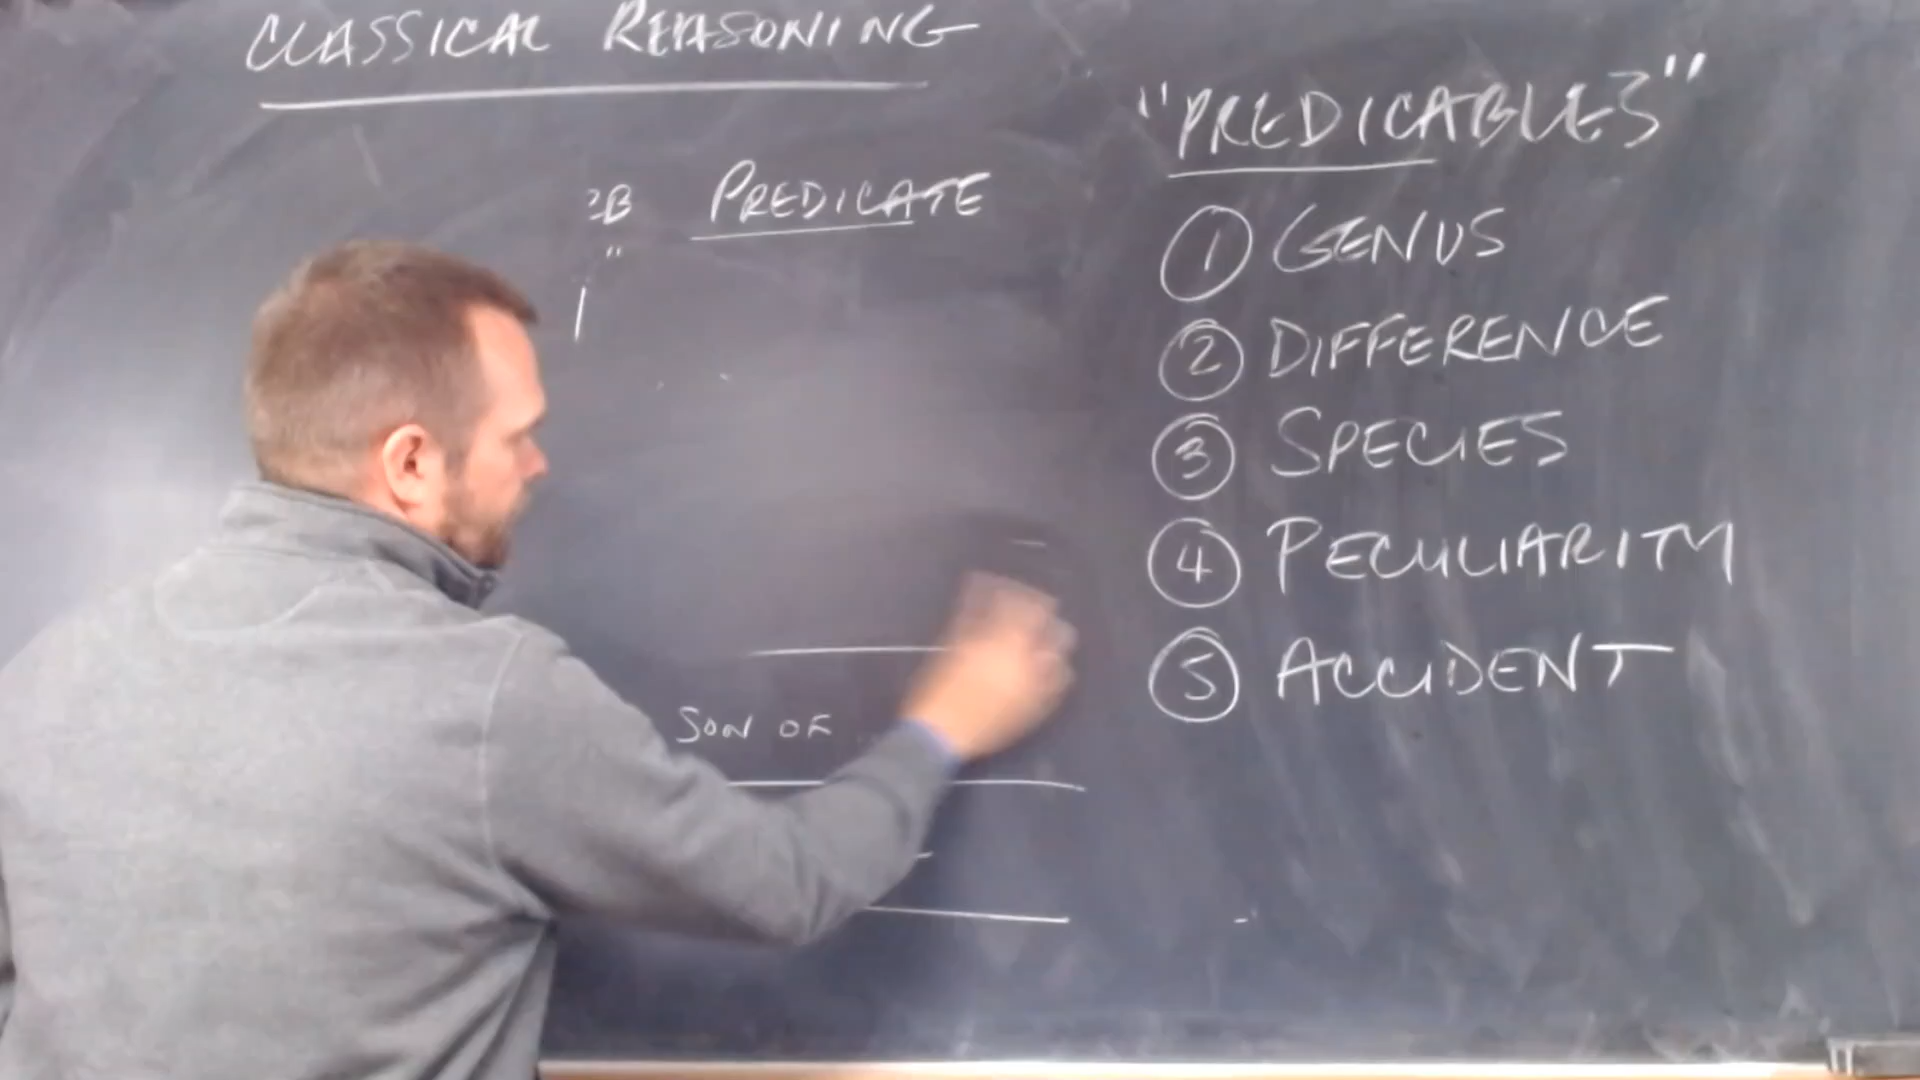 CLASSICAL REASONING
PREDICATE
SON OF
"PREDICABLES"
1 GENUS
2 DIFFERENCE
3 SPECIES
4 PECULIARITY
5 ACCIDENT